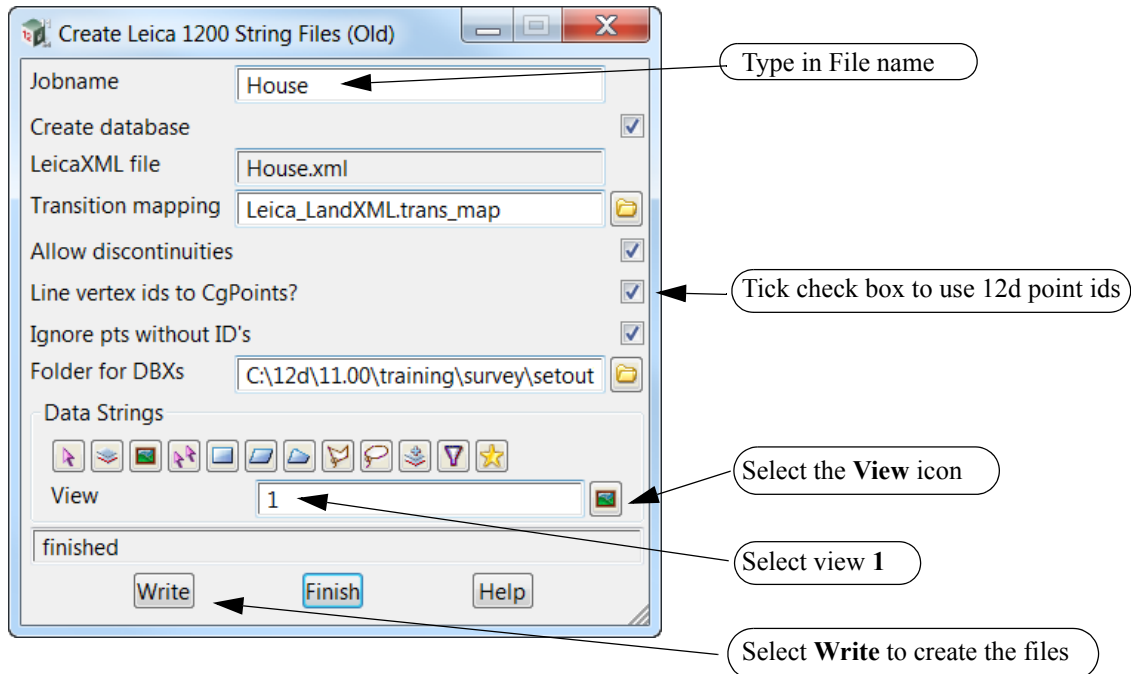 Create Leica 1200 String Files (Old)
Jobname House
Type in File name
Create database
LeicaXML file House.xml
Transition mapping Leica_LandXML.trans_map
Allow discontinuities
Line vertex ids to CgPoints?
Tick check box to use 12d point ids
Ignore pts without ID's
Folder for DBXs C:\12d\11.00\training\survey\setout
Data Strings
Select the View icon
View 1
finished
Select view 1
Write Finish Help
Select Write to create the files